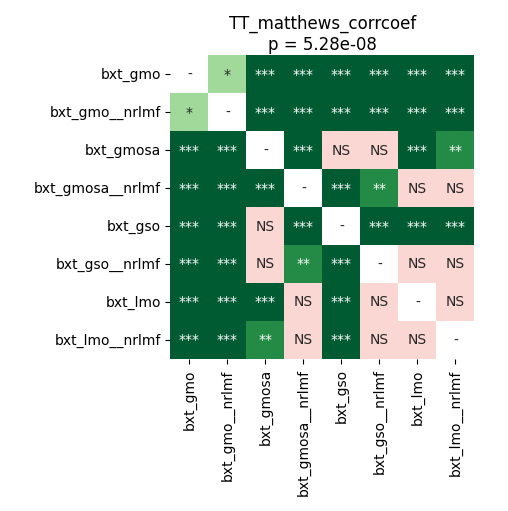 TT_matthews_corrcoef
p = 5.28e-08
bxt_gmo - * *** *** *** *** *** ***
bxt_gmo__nrlmf * - *** *** *** *** *** ***
bxt_gmosa *** *** - *** NS NS *** **
bxt_gmosa__nrlmf *** *** *** - *** ** NS NS
bxt_gso *** *** NS *** - *** *** ***
bxt_gso__nrlmf *** *** NS ** *** - NS NS
bxt_lmo *** *** *** NS *** NS - NS
bxt_lmo__nrlmf *** *** ** NS *** NS NS -
bxt_gmo
bxt_gmo__nrlmf
bxt_gmosa
bxt_gmosa__nrlmf
bxt_gso
bxt_gso__nrlmf
bxt_lmo
bxt_lmo__nrlmf